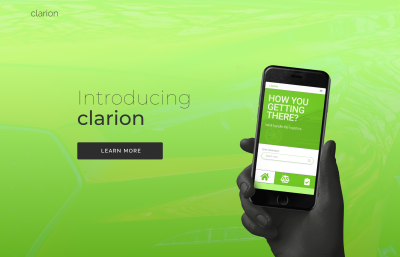 clarion
Introducing
clarion
LEARN MORE
HOW YOU
GETTING
THERE?